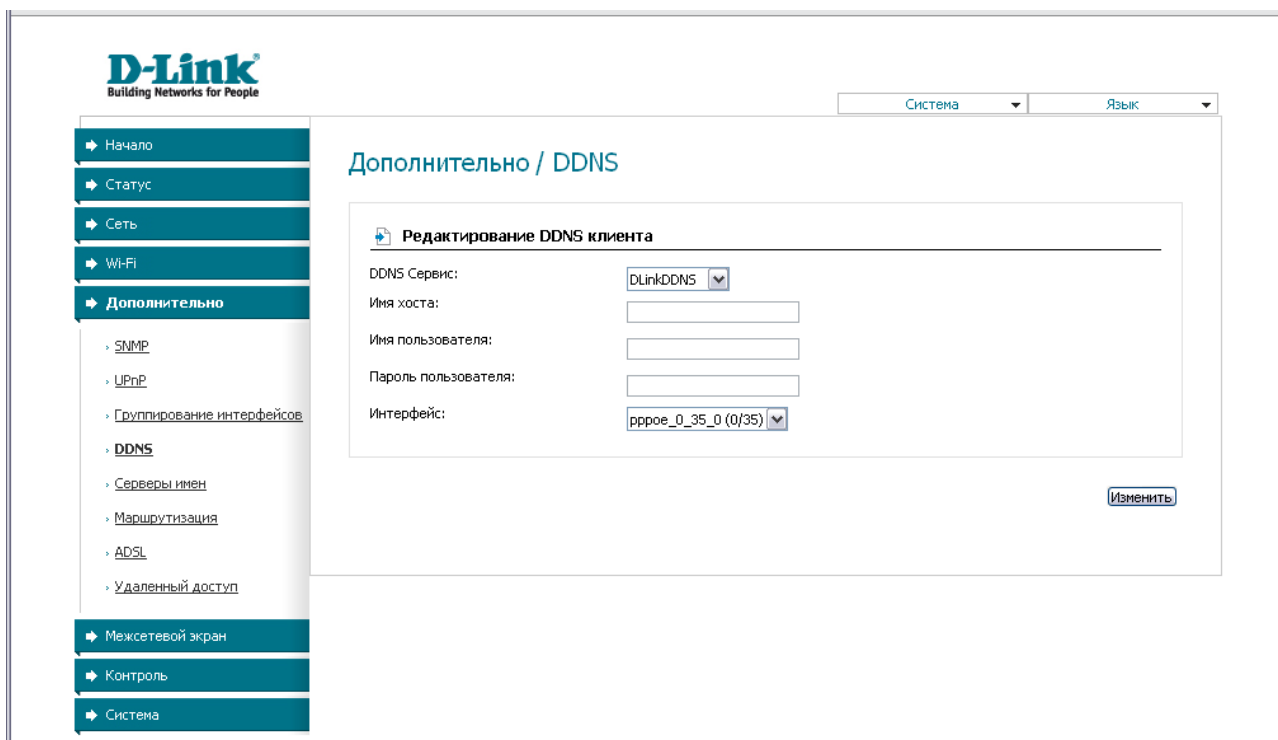 D-Link
Building Networks for People
Система
Язык
Начало
Статус
Сеть
Wi-Fi
Дополнительно
SNMP
UPnP
Группирование интерфейсов
DDNS
Серверы имен
Маршрутизация
ADSL
Удаленный доступ
Межсетевой экран
Контроль
Система
Дополнительно / DDNS
Редактирование DDNS клиента
DDNS Сервис: DLinkDDNS
Имя хоста:
Имя пользователя:
Пароль пользователя:
Интерфейс: pppoe_0_35_0 (0/35)
Изменить